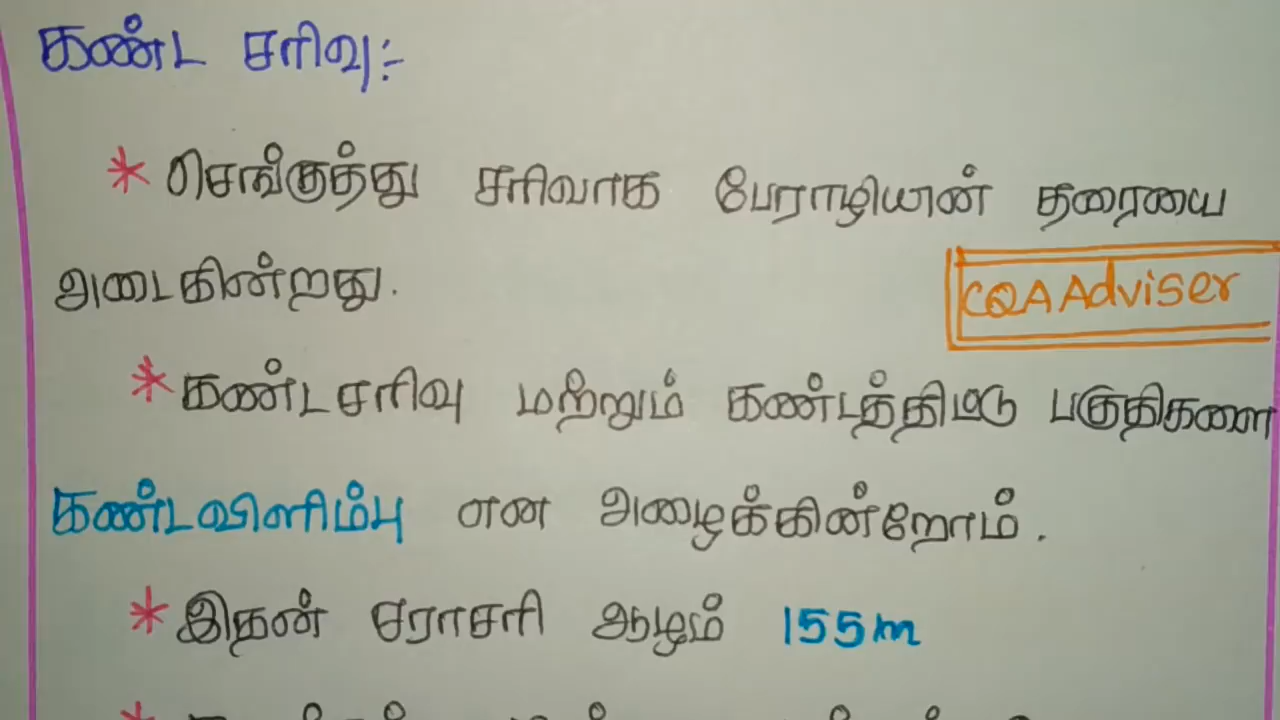 கண்ட சரிவு:-
* செங்குத்து சரிவாக பேராழியின் தரையை
அடைகின்றது.
CQA Adviser
* கண்டசரிவு மற்றும் கண்டத்திட்டு பகுதிகளை
கண்டவிளிம்பு என அழைக்கின்றோம்.
* இதன் சராசரி ஆழம் 155m